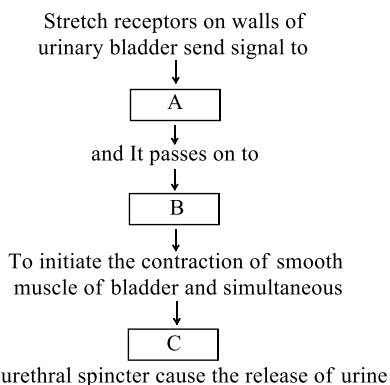 Stretch receptors on walls of
urinary bladder send signal to
A
and It passes on to
B
To initiate the contraction of smooth
muscle of bladder and simultaneous
C
urethral spincter cause the release of urine